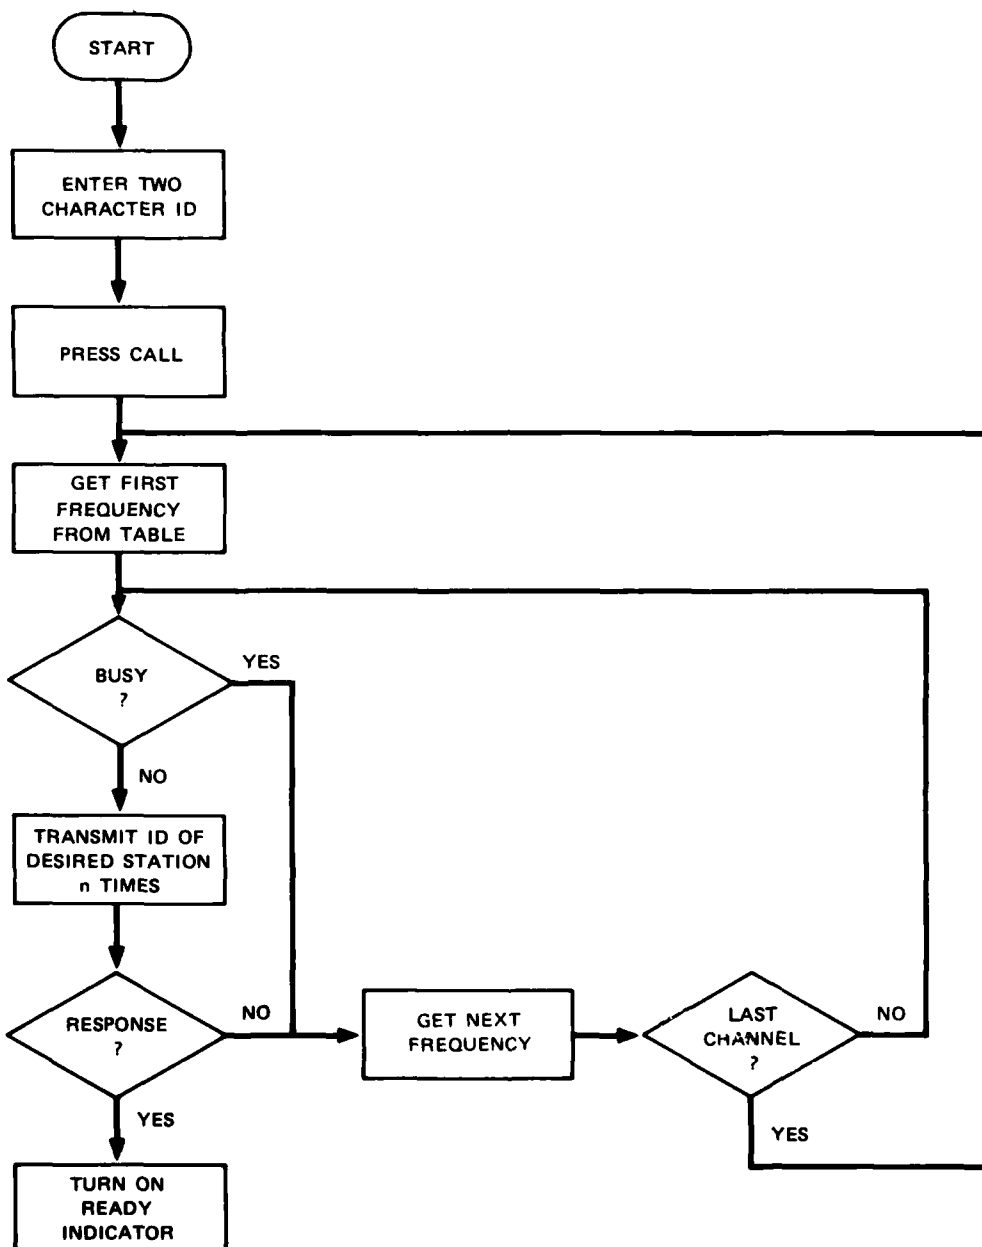 START
ENTER TWO
CHARACTER ID
PRESS CALL
GET FIRST
FREQUENCY
FROM TABLE
BUSY
?
YES
NO
TRANSMIT ID OF
DESIRED STATION
n TIMES
RESPONSE
?
NO
GET NEXT
FREQUENCY
LAST
CHANNEL
?
NO
YES
YES
TURN ON
READY
INDICATOR